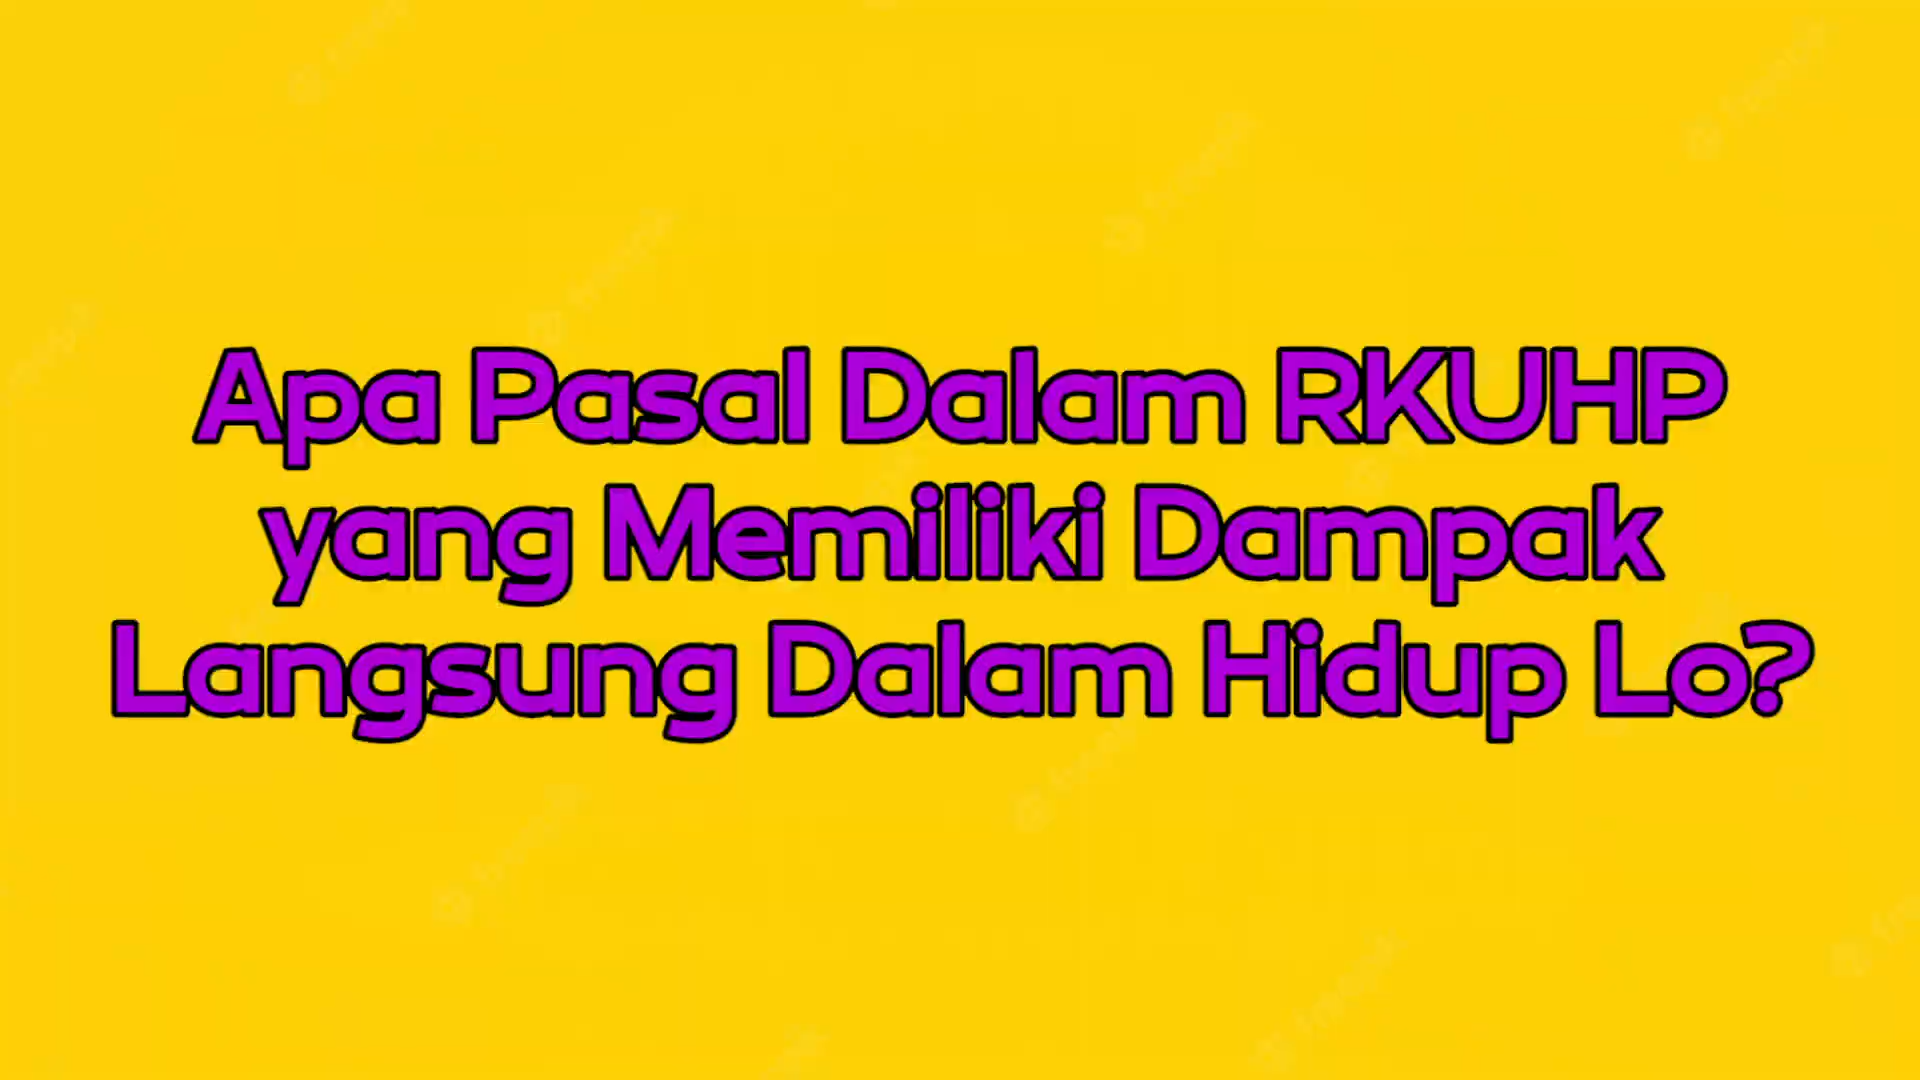 Apa Pasal Dalam RKUHP
yang Memiliki Dampak
Langsung Dalam Hidup Lo?